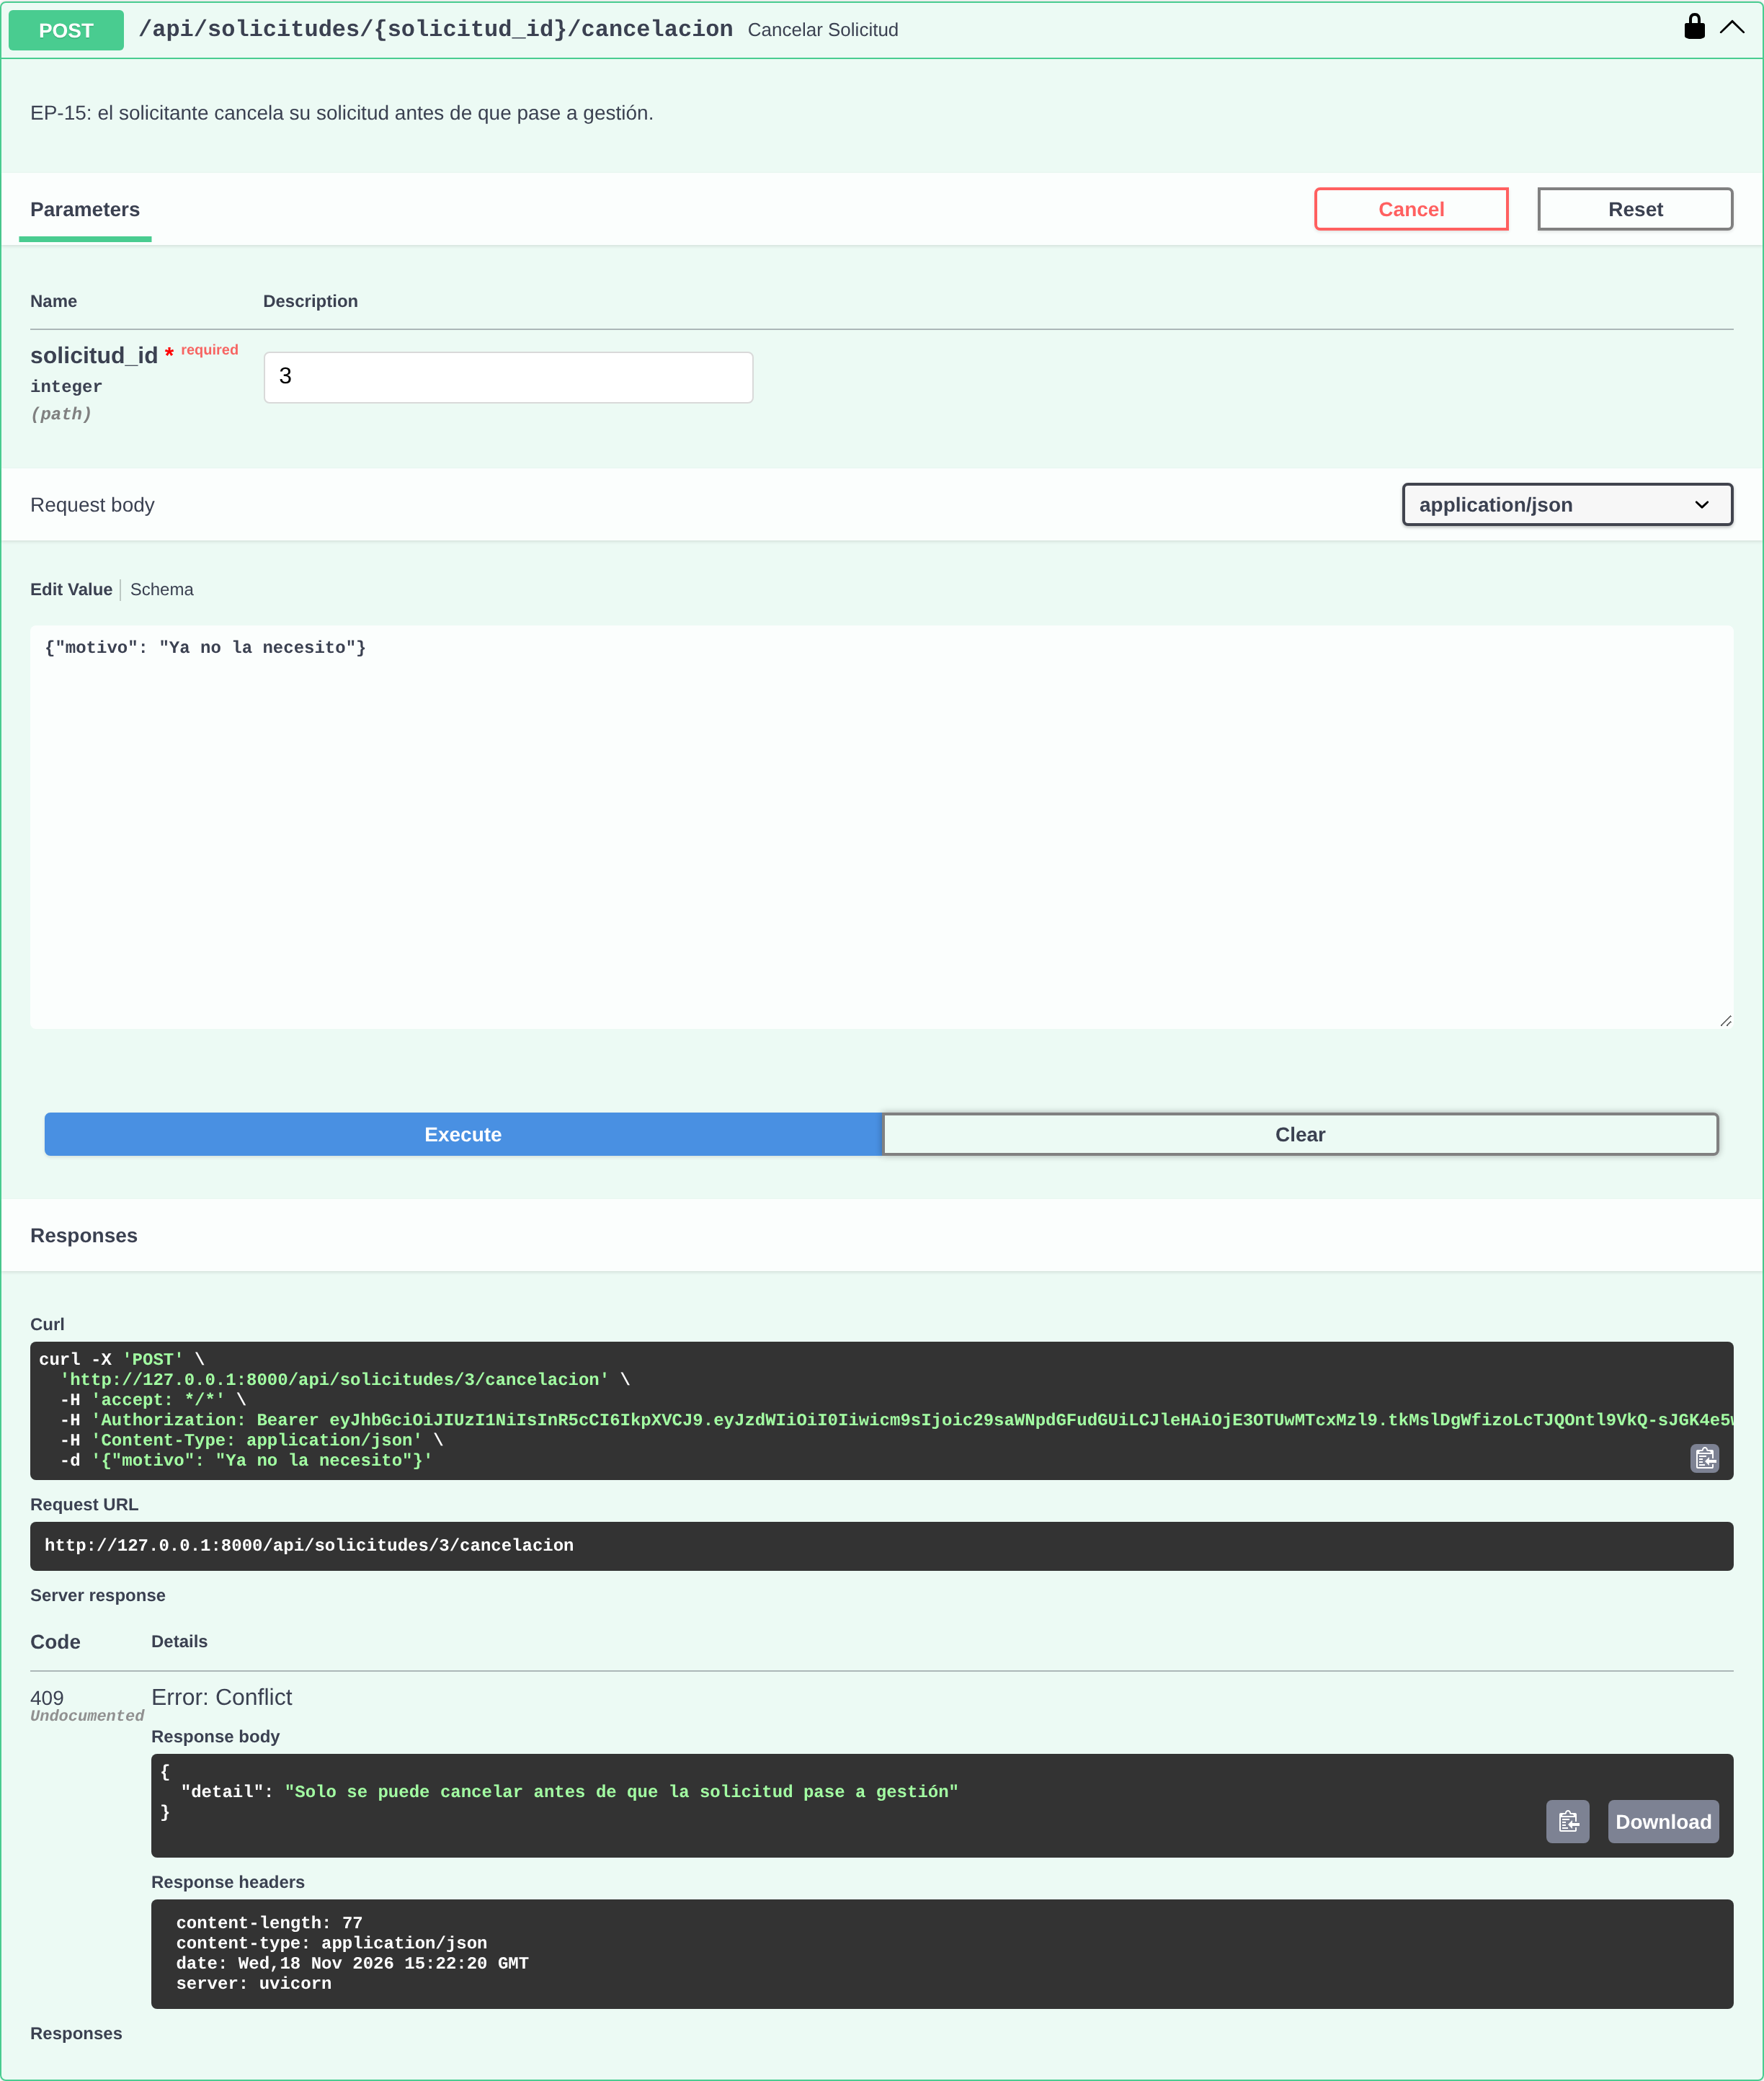 POST /api/solicitudes/{solicitud_id}/cancelacion Cancelar Solicitud
EP-15: el solicitante cancela su solicitud antes de que pase a gestión.
Parameters
Cancel
Reset
Name Description
solicitud_id * required
integer
(path)
3
Request body
application/json
Edit Value Schema
{"motivo": "Ya no la necesito"}
Execute
Clear
Responses
Curl
curl -X 'POST' \
'http://127.0.0.1:8000/api/solicitudes/3/cancelacion' \
-H 'accept: */*' \
-H 'Authorization: Bearer
-H 'Content-Type: application/json' \
-d '{"motivo": "Ya no la necesito"}'
Request URL
http://127.0.0.1:8000/api/solicitudes/3/cancelacion
Server response
Code Details
409 Error: Conflict
Undocumented
Response body
{
"detail": "Solo se puede cancelar antes de que la solicitud pase a gestión"
}
Download
Response headers
content-length: 77
content-type: application/json
date: Wed,18 Nov 2026 15:22:20 GMT
server: uvicorn
Responses